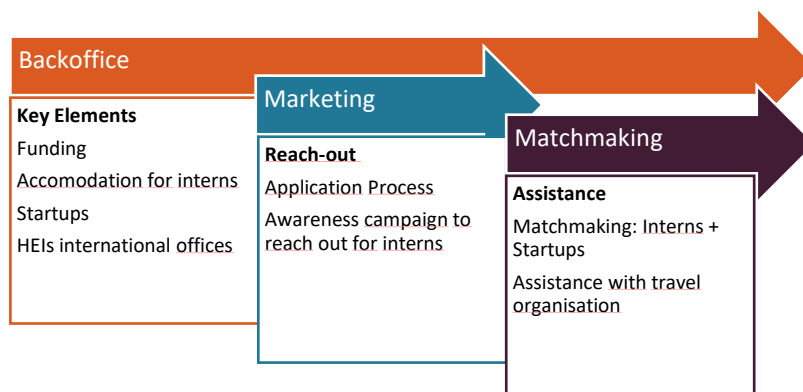 Backoffice
Key Elements
Funding
Accomodation for interns
Startups
HEIs international offices
Marketing
Reach-out
Application Process
Awareness campaign to
reach out for interns
Matchmaking
Assistance
Matchmaking: Interns +
Startups
Assistance with travel
organisation